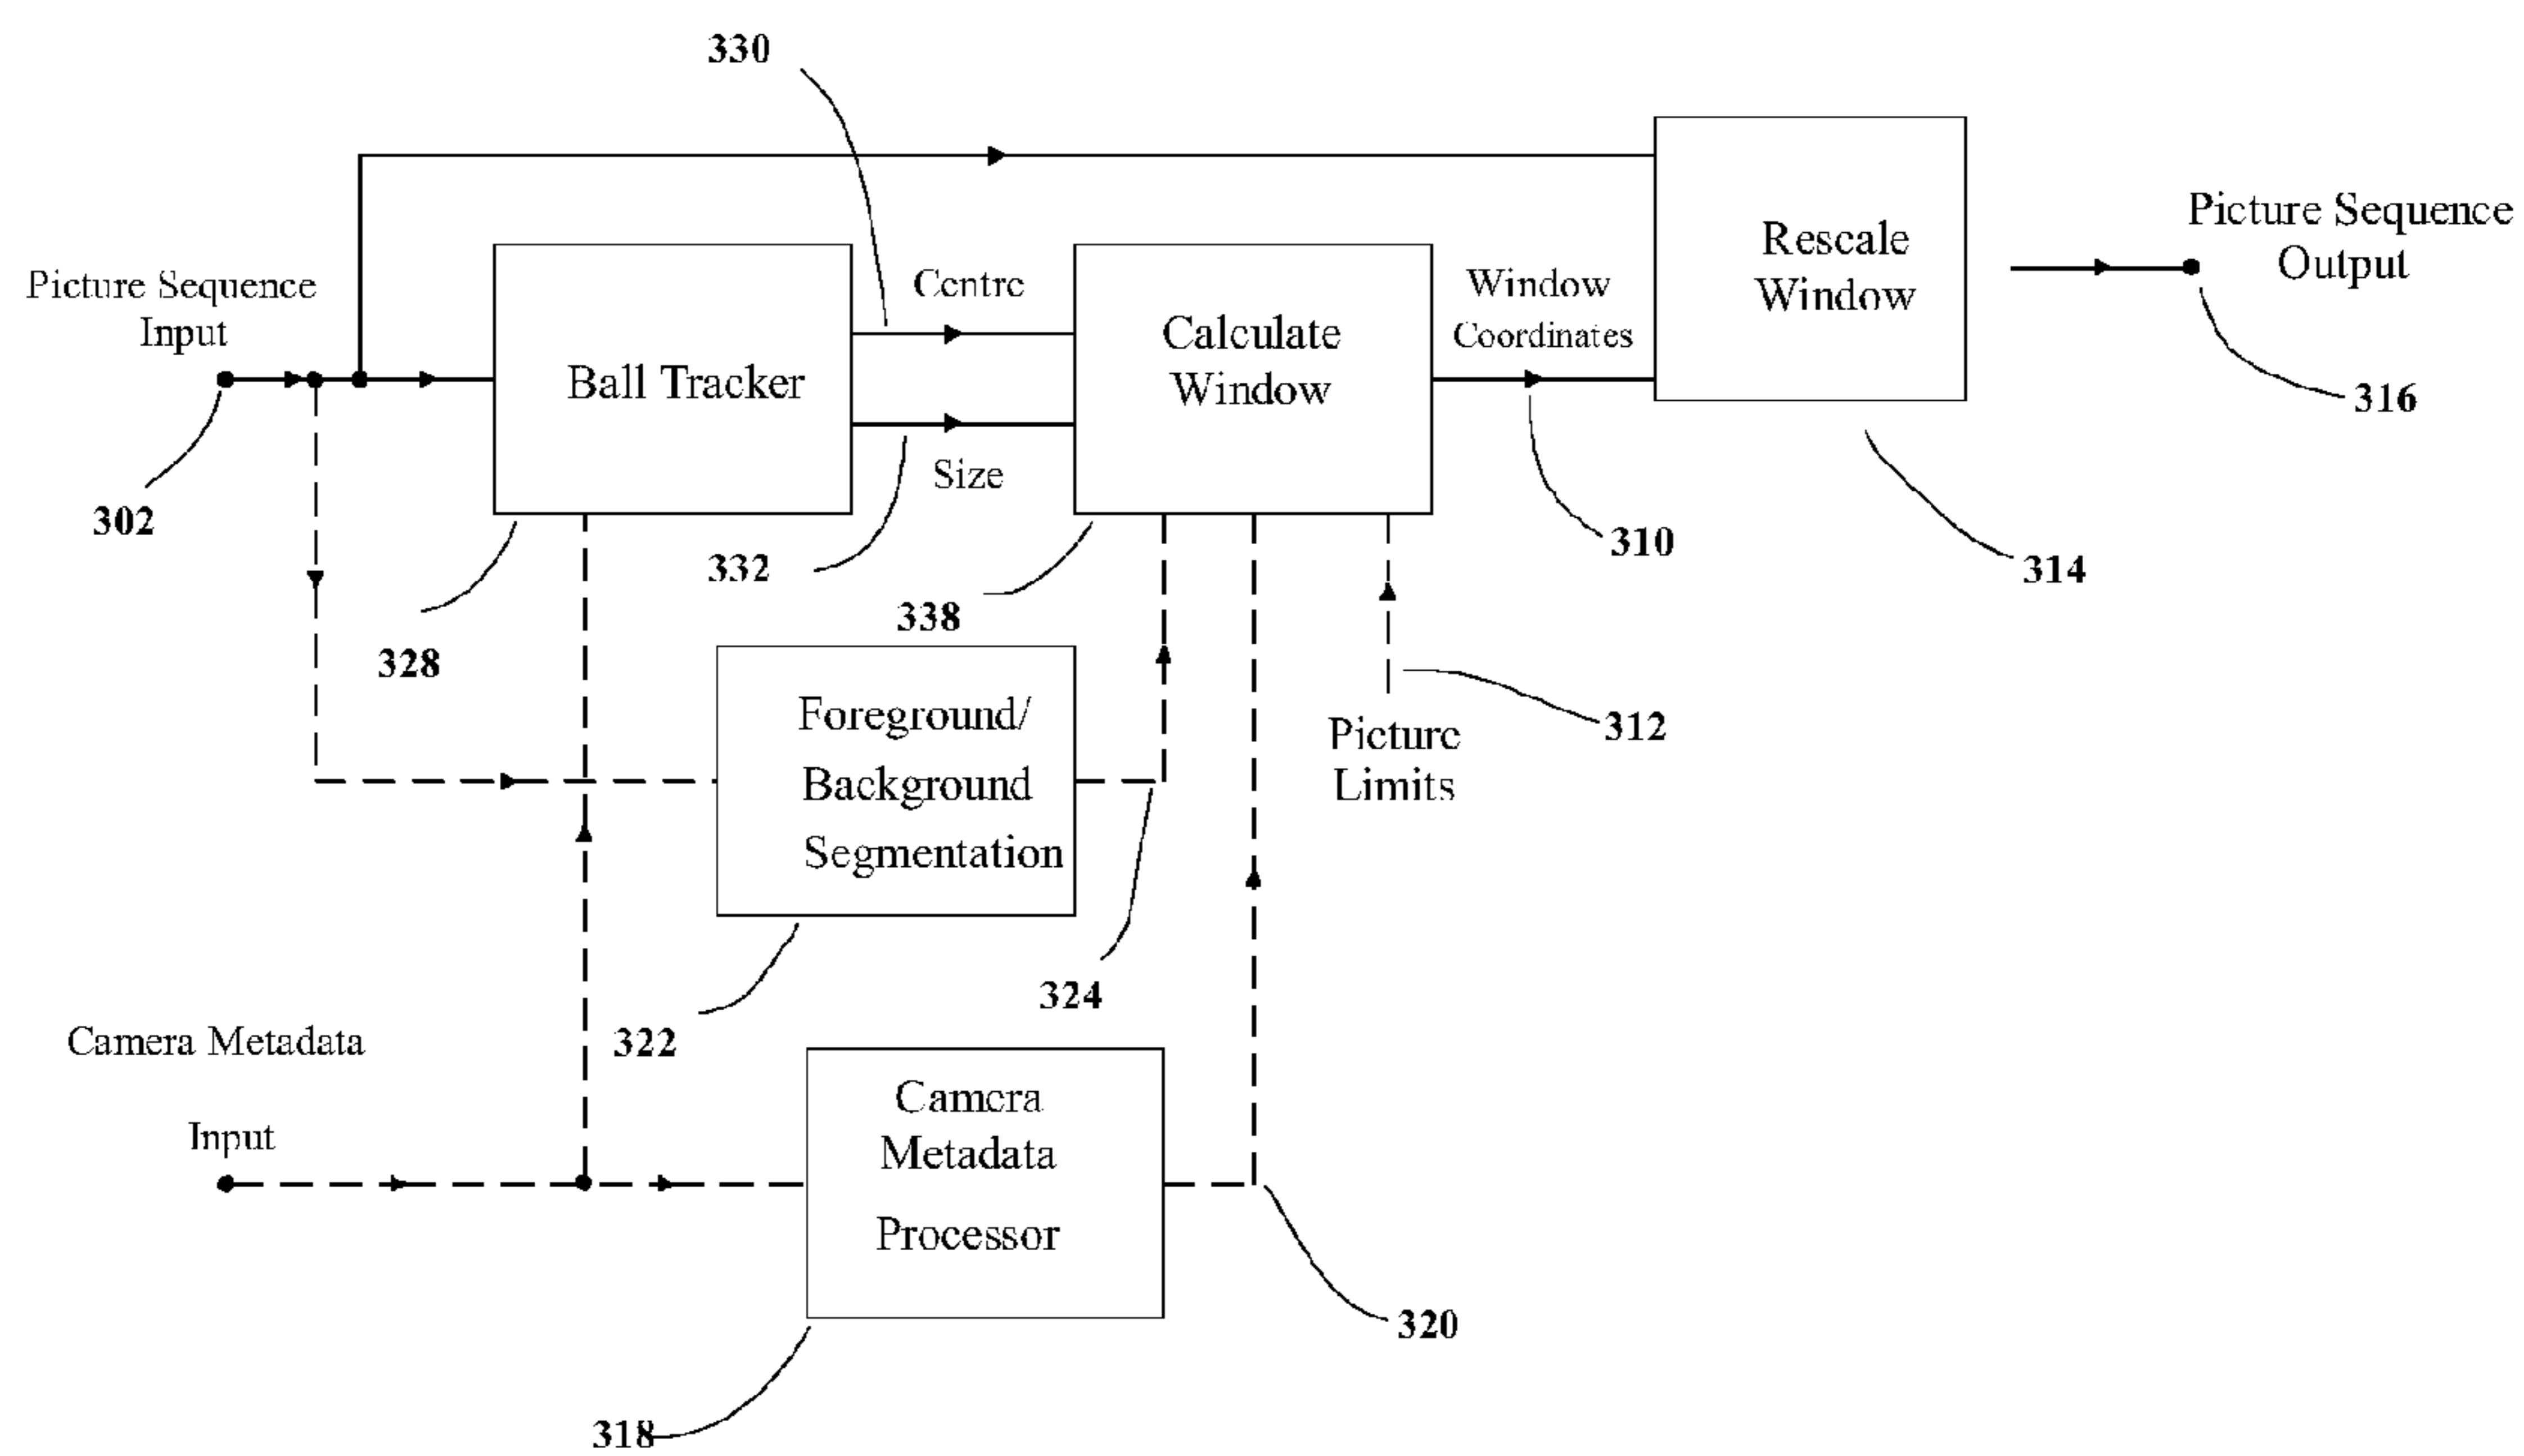 330
Picture Sequence
Input
302
Ball Tracker
328
Centre
Size
332
Calculate
Window
338
Window
Coordinates
310
Rescale
Window
314
Picture Sequence
Output
316
Foreground/
Background
Segmentation
322
324
Picture
Limits
312
Camera Metadata
Input
Camera
Metadata
Processor
318
320